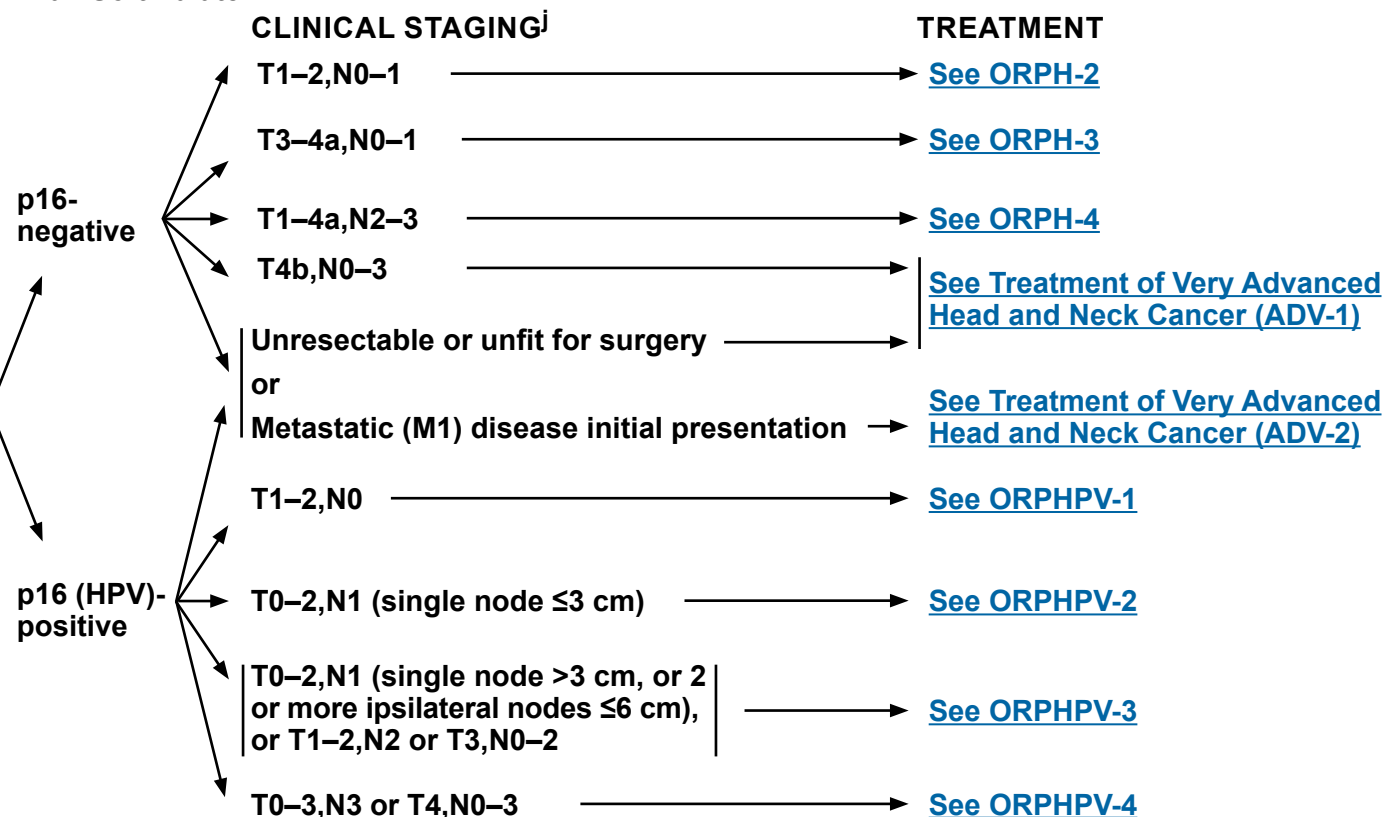 CLINICAL STAGINGj TREATMENT
T1–2,N0–1 See ORPH-2
T3–4a,N0–1 See ORPH-3
p16-
negative
T1–4a,N2–3 See ORPH-4
T4b,N0–3
See Treatment of Very Advanced
Head and Neck Cancer (ADV-1)
Unresectable or unfit for surgery
or
Metastatic (M1) disease initial presentation
See Treatment of Very Advanced
Head and Neck Cancer (ADV-2)
T1–2,N0 See ORPHPV-1
p16 (HPV)-
positive
T0–2,N1 (single node ≤3 cm) See ORPHPV-2
T0–2,N1 (single node >3 cm, or 2
or more ipsilateral nodes ≤6 cm),
or T1–2,N2 or T3,N0–2
See ORPHPV-3
T0–3,N3 or T4,N0–3 See ORPHPV-4